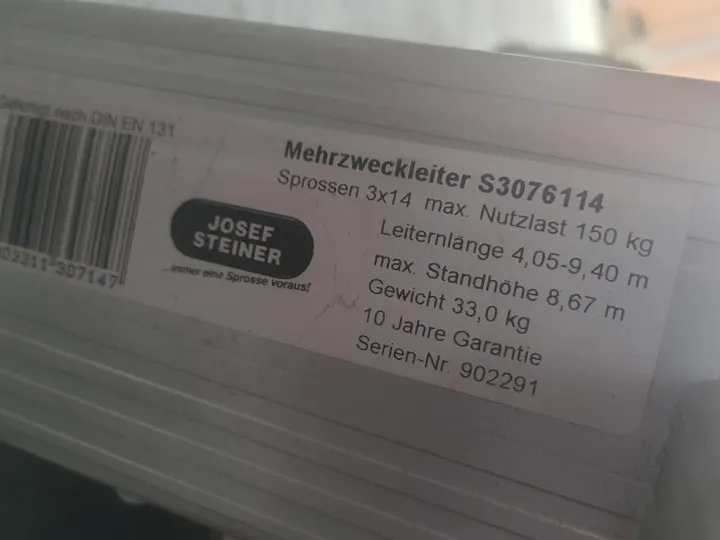 nach DIN EN 131
Mehrzweckleiter S3076114
Sprossen 3x14 max. Nutzlast 150 kg
Leiternlänge 4,05-9,40 m
max. Standhöhe 8,67 m
Gewicht 33,0 kg
10 Jahre Garantie
Serien-Nr. 902291
JOSEF
STEINER
...immer eine Sprosse voraus!
307147